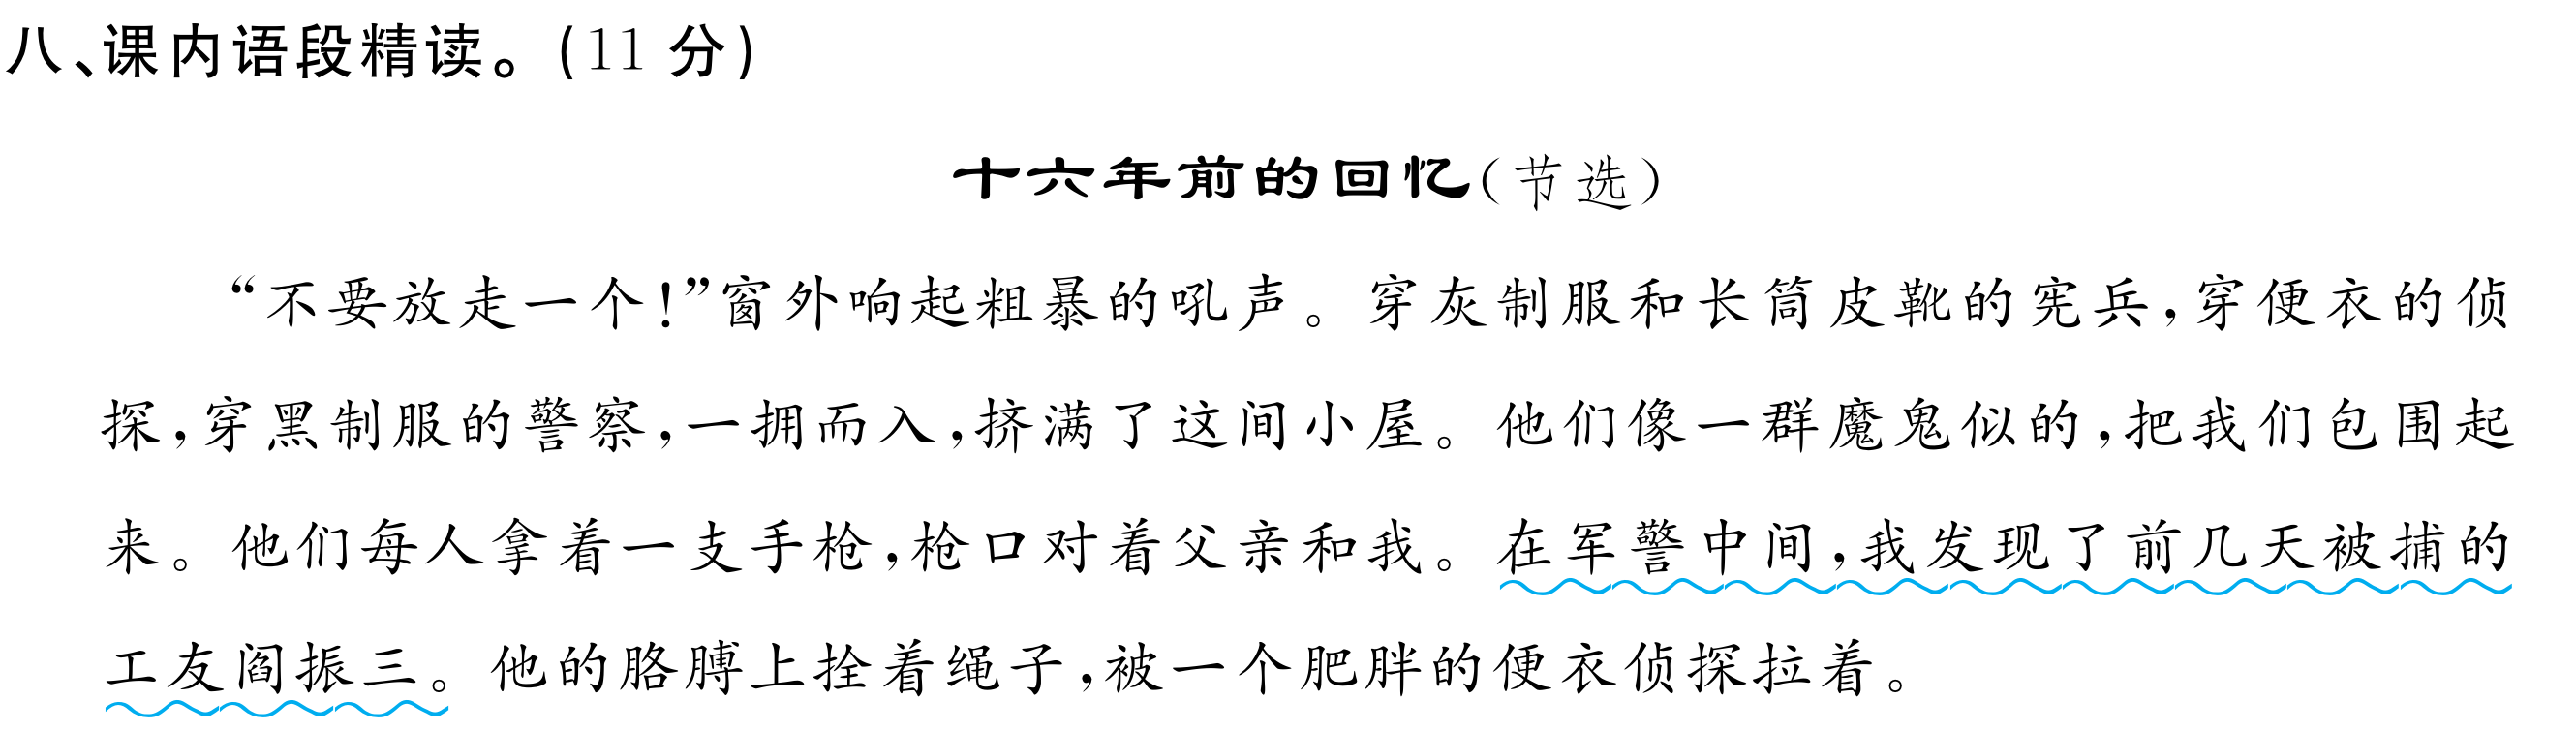 八、课内语段精读。(11 分)
十六年前的回忆(节选)
“不要放走一个!”窗外响起粗暴的吼声。穿灰制服和长筒皮靴的宪兵,穿便衣的侦
探,穿黑制服的警察,一拥而入,挤满了这间小屋。他们像一群魔鬼似的,把我们包围起
来。他们每人拿着一支手枪,枪口对着父亲和我。在军警中间,我发现了前几天被捕的
工友阎振三。他的胳膊上拴着绳子,被一个肥胖的便衣侦探拉着。